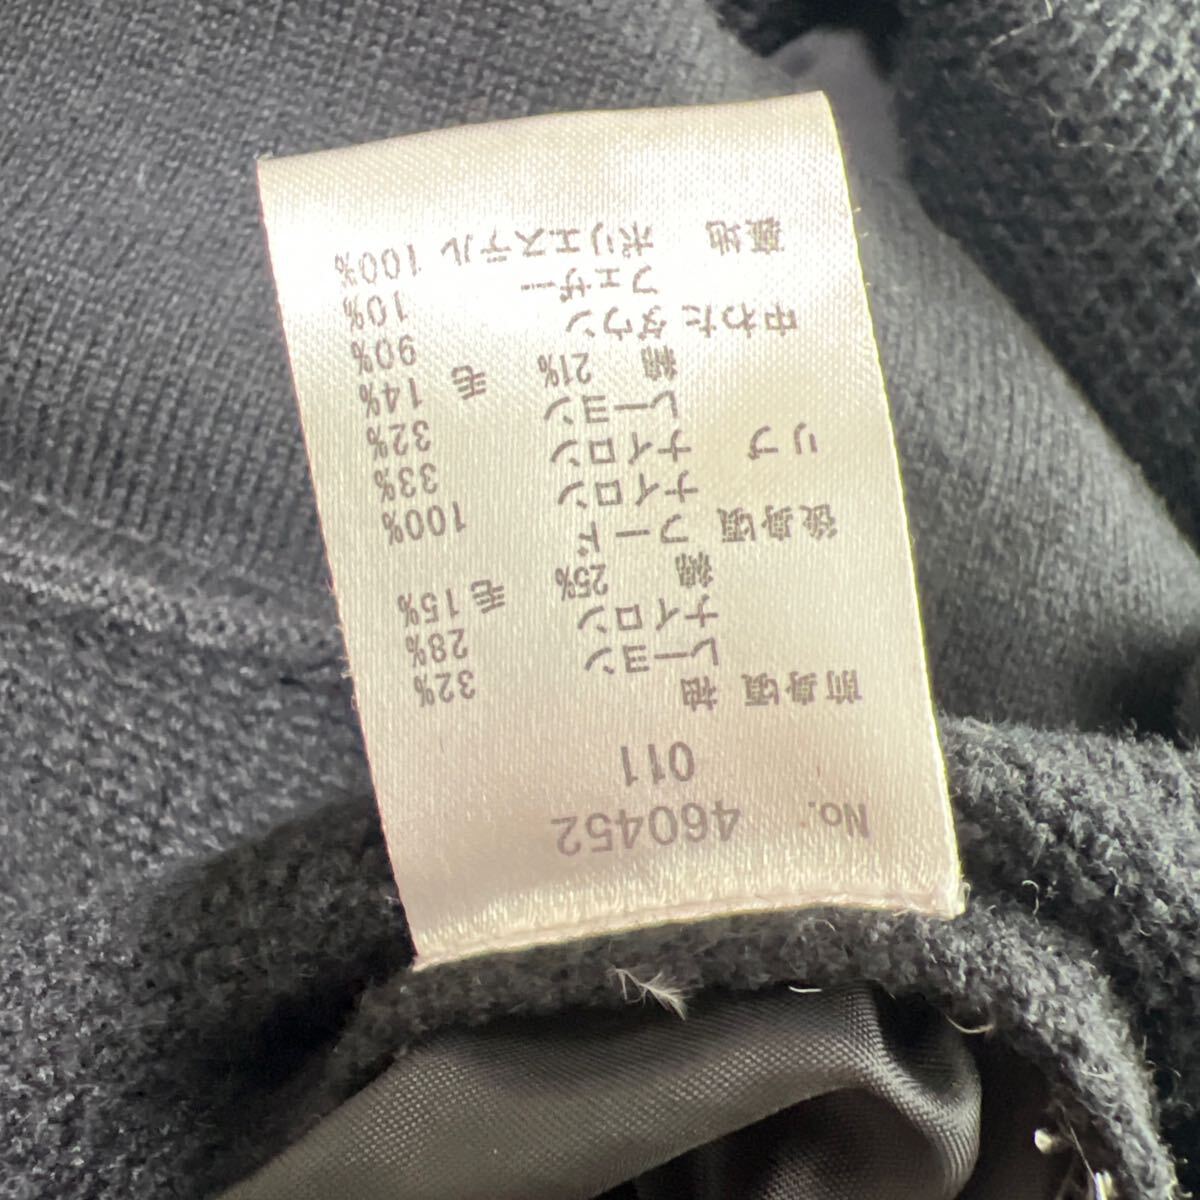 No. 460452
011
前身頃 袖
レーヨン 32%
ナイロン 28%
綿 25% 毛 15%
後身頃 フード
ナイロン 100%
リブ ナイロン 33%
レーヨン 32%
綿 21% 毛 14%
中わた ダウン 90%
フェザー 10%
裏地 ポリエステル 100%